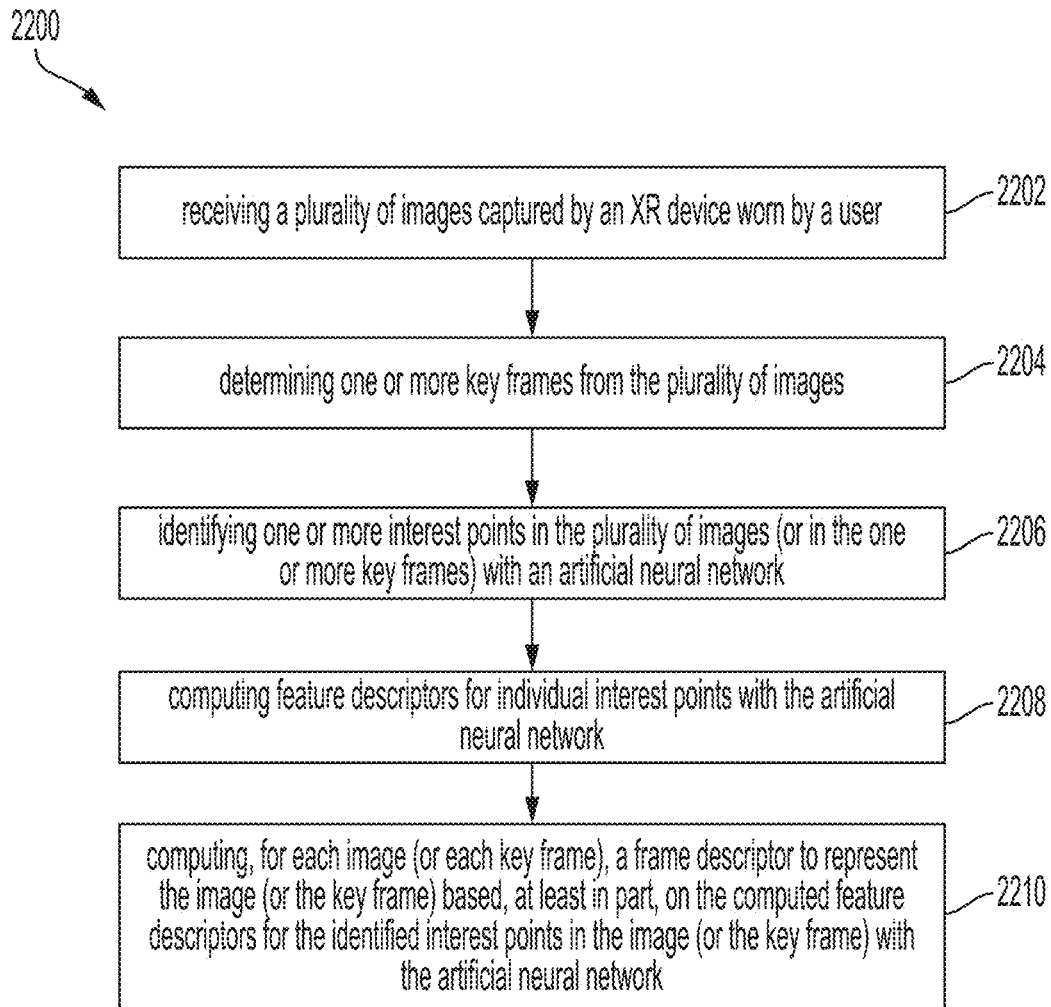 2200
receiving a plurality of images captured by an XR device worn by a user
2202
determining one or more key frames from the plurality of images
2204
identifying one or more interest points in the plurality of images (or in the one
or more key frames) with an artificial neural network
2206
computing feature descriptors for individual interest points with the artificial
neural network
2208
computing, for each image (or each key frame), a frame descriptor to represent
the image (or the key frame) based, at least in part, on the computed feature
descriptors for the identified interest points in the image (or the key frame) with
the artificial neural network
2210